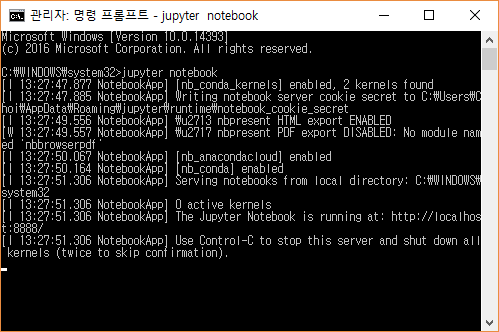 관리자: 명령 프롬프트 - jupyter notebook
Microsoft Windows [Version 10.0.14393]
(c) 2016 Microsoft Corporation. All rights reserved.
C:₩WINDOWS₩system32>jupyter notebook
[I 13:27:47.877 NotebookApp] [nb_conda_kernels] enabled, 2 kernels found
[I 13:27:47.885 NotebookApp] Writing notebook server cookie secret to C:₩Users₩C
hoi₩AppData₩Roaming₩jupyter₩runtime₩notebook_cookie_secret
[I 13:27:49.556 NotebookApp] ₩u2713 nbpresent HTML export ENABLED
[W 13:27:49.557 NotebookApp] ₩u2717 nbpresent PDF export DISABLED: No module nam
ed 'nbbrowserpdf'
[I 13:27:50.067 NotebookApp] [nb_anacondacloud] enabled
[I 13:27:50.164 NotebookApp] [nb_conda] enabled
[I 13:27:51.306 NotebookApp] Serving notebooks from local directory: C:₩WINDOWS₩
system32
[I 13:27:51.306 NotebookApp] 0 active kernels
[I 13:27:51.306 NotebookApp] The Jupyter Notebook is running at: http://localhos
t:8888/
[I 13:27:51.306 NotebookApp] Use Control-C to stop this server and shut down all
kernels (twice to skip confirmation).